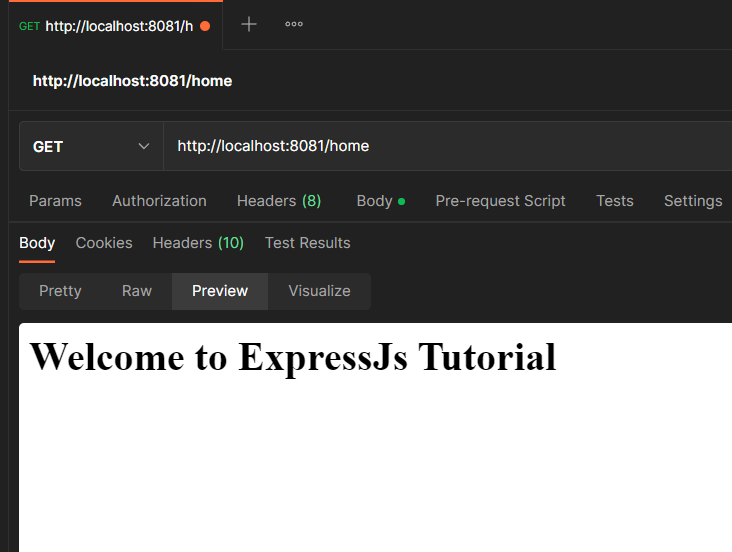 GET http://localhost:8081/h
http://localhost:8081/home
GET http://localhost:8081/home
Params Authorization Headers (8) Body Pre-request Script Tests Settings
Body Cookies Headers (10) Test Results
Pretty Raw Preview Visualize
Welcome to ExpressJs Tutorial